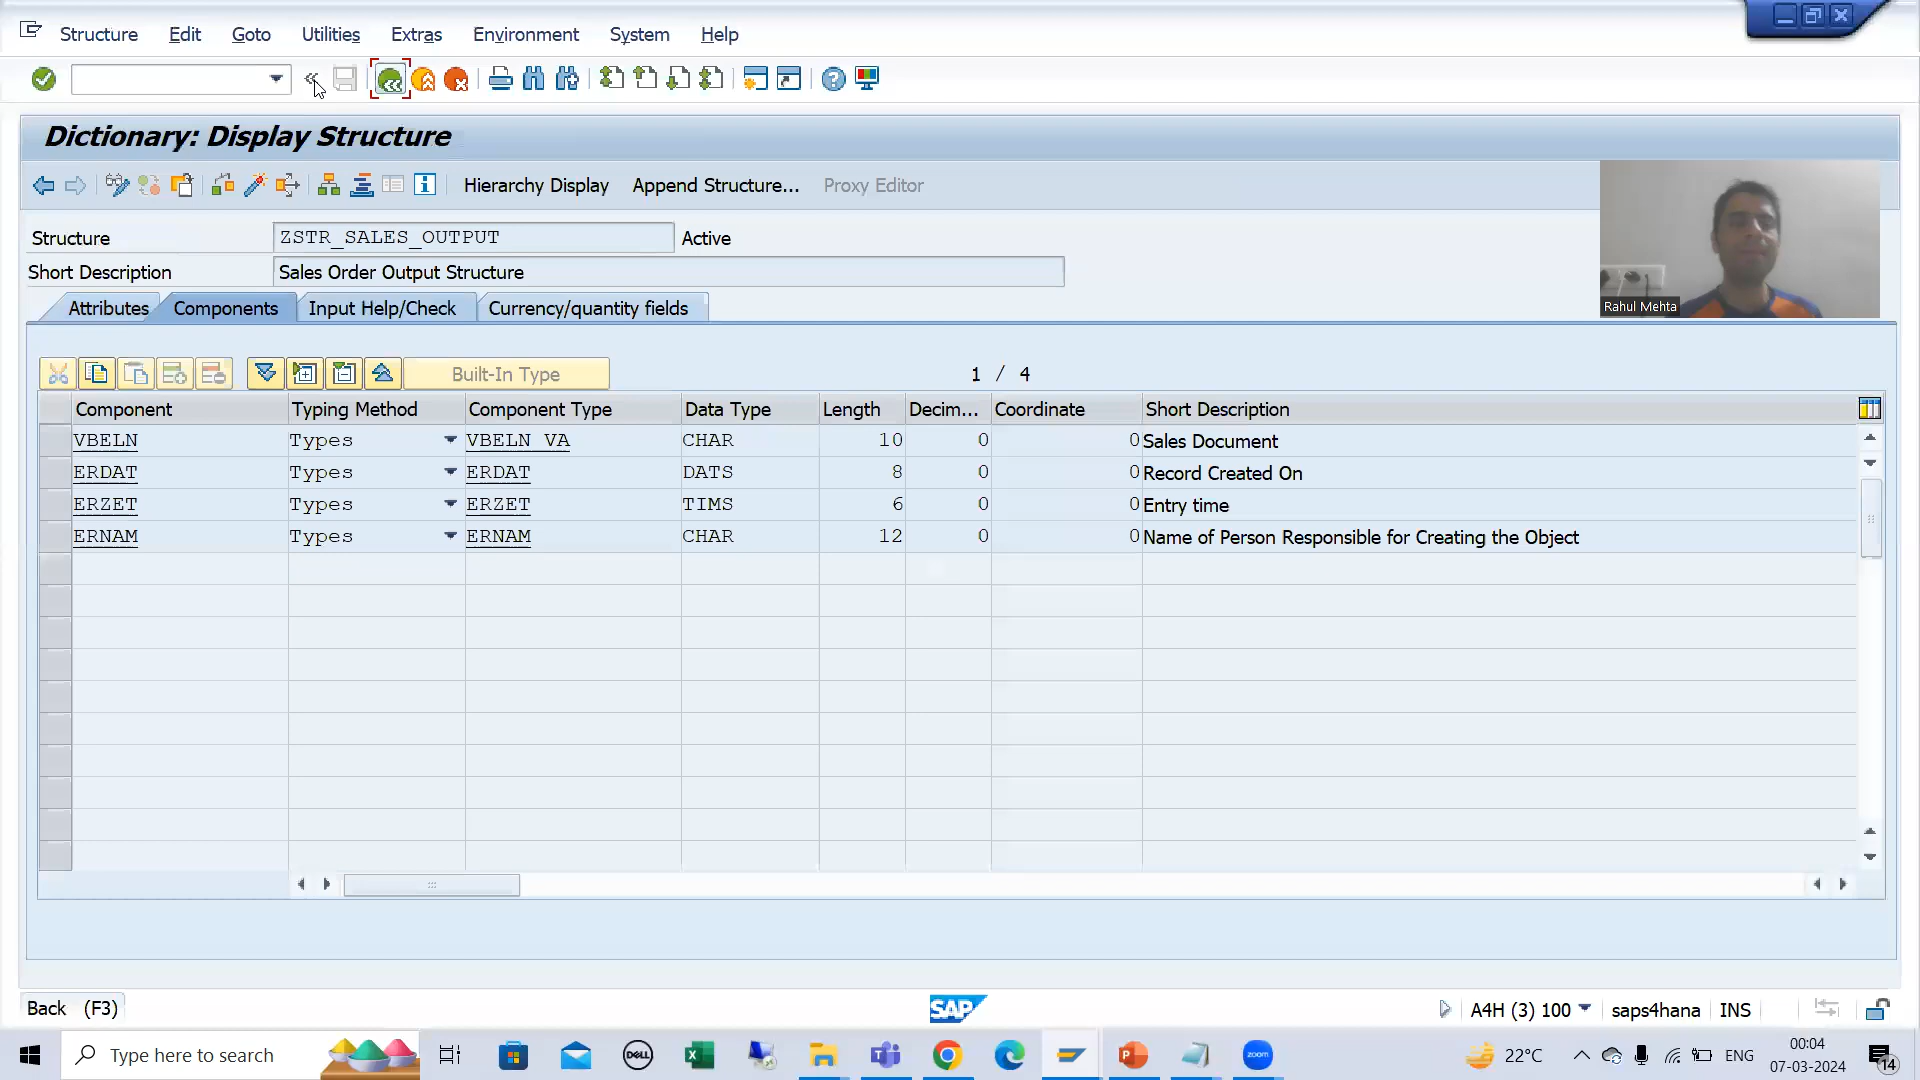 Structure Edit Goto Utilities Extras Environment System Help
Dictionary: Display Structure
Hierarchy Display Append Structure... Proxy Editor
Structure ZSTR_SALES_OUTPUT Active
Short Description Sales Order Output Structure
Rahul Mehta
Attributes Components Input Help/Check Currency/quantity fields
Built-In Type 1 / 4
Component Typing Method Component Type Data Type Length Decim... Coordinate Short Description
VBELN Types VBELN_VA CHAR 10 0 0 Sales Document
ERDAT Types ERDAT DATS 8 0 0 Record Created On
ERZET Types ERZET TIMS 6 0 0 Entry time
ERNAM Types ERNAM CHAR 12 0 0 Name of Person Responsible for Creating the Object
Back (F3) SAP A4H (3) 100 saps4hana INS
Type here to search DELL zoom 22°C ENG 00:04
07-03-2024 14